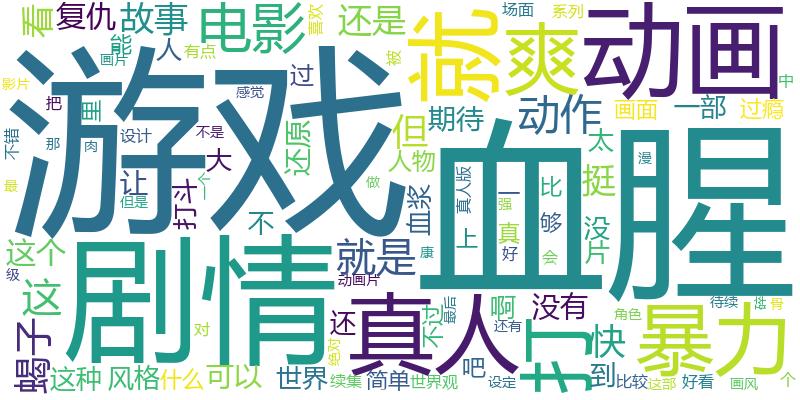 看
复仇
故事
电影
喜欢
还是
就
爽
场面
系列
动画
能
画片
人
有点
被
影片
把
里
游戏
感觉
过
但
期待
动作
画面
一部
过瘾
中
不错
那
肉
设计
不是
还原
人物
太
大
最
让
但是
打斗
个
一
不
做
血浆
真人版
一
强
比
够
挺
没
漫
血腥
这个
级
这
剧情
就是
康
上
真
好
会
片
动画片
真人
没有
啊
打
快
暴力
角色
待续
骨
蝎子
对
还
绝对
不过
最后
还有
吧
到
这种
风格
什么
可以
世界
续集
简单
世界观
设定
比较
这部
好看
画风
个